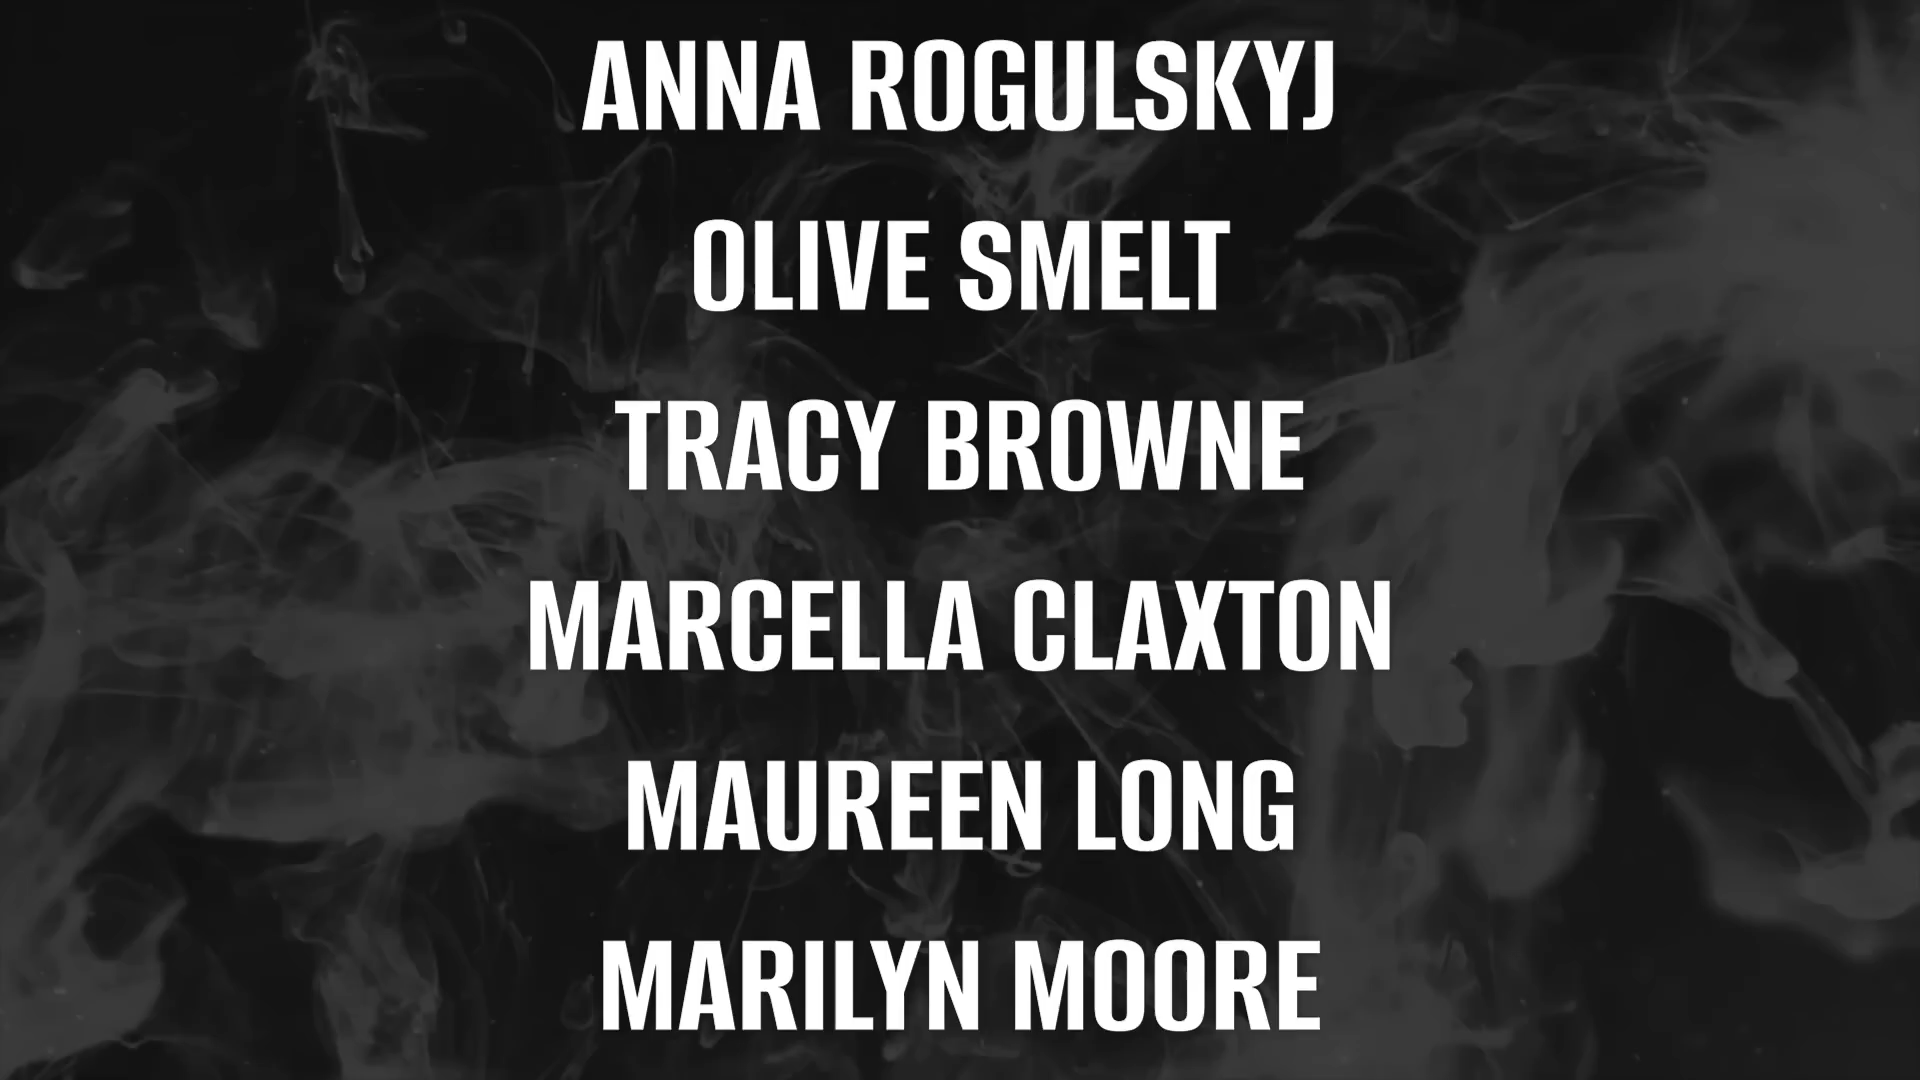 ANNA ROGULSKYJ
OLIVE SMELT
TRACY BROWNE
MARCELLA CLAXTON
MAUREEN LONG
MARILYN MOORE